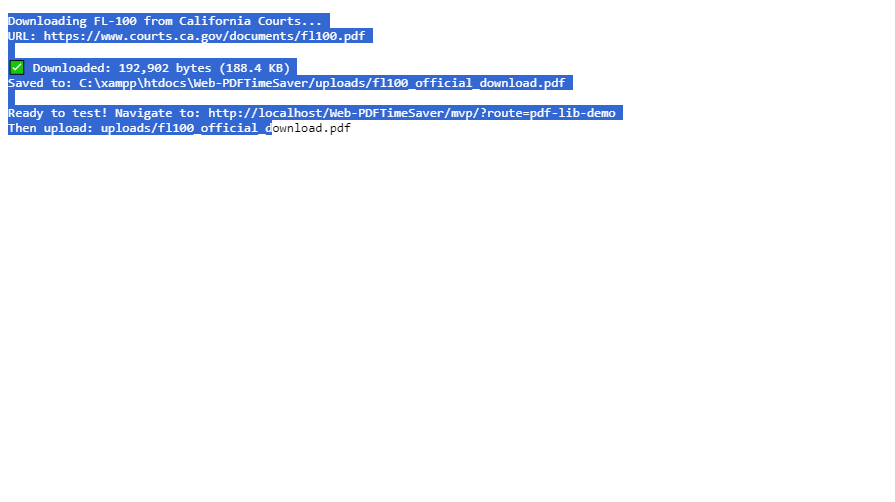 Downloading FL-100 from California Courts...
URL: https://www.courts.ca.gov/documents/fl100.pdf
✅ Downloaded: 192,902 bytes (188.4 KB)
Saved to: C:\xampp\htdocs\Web-PDFTimeSaver/uploads/fl100_official_download.pdf
Ready to test! Navigate to: http://localhost/Web-PDFTimeSaver/mvp/?route=pdf-lib-demo
Then upload: uploads/fl100_official_download.pdf